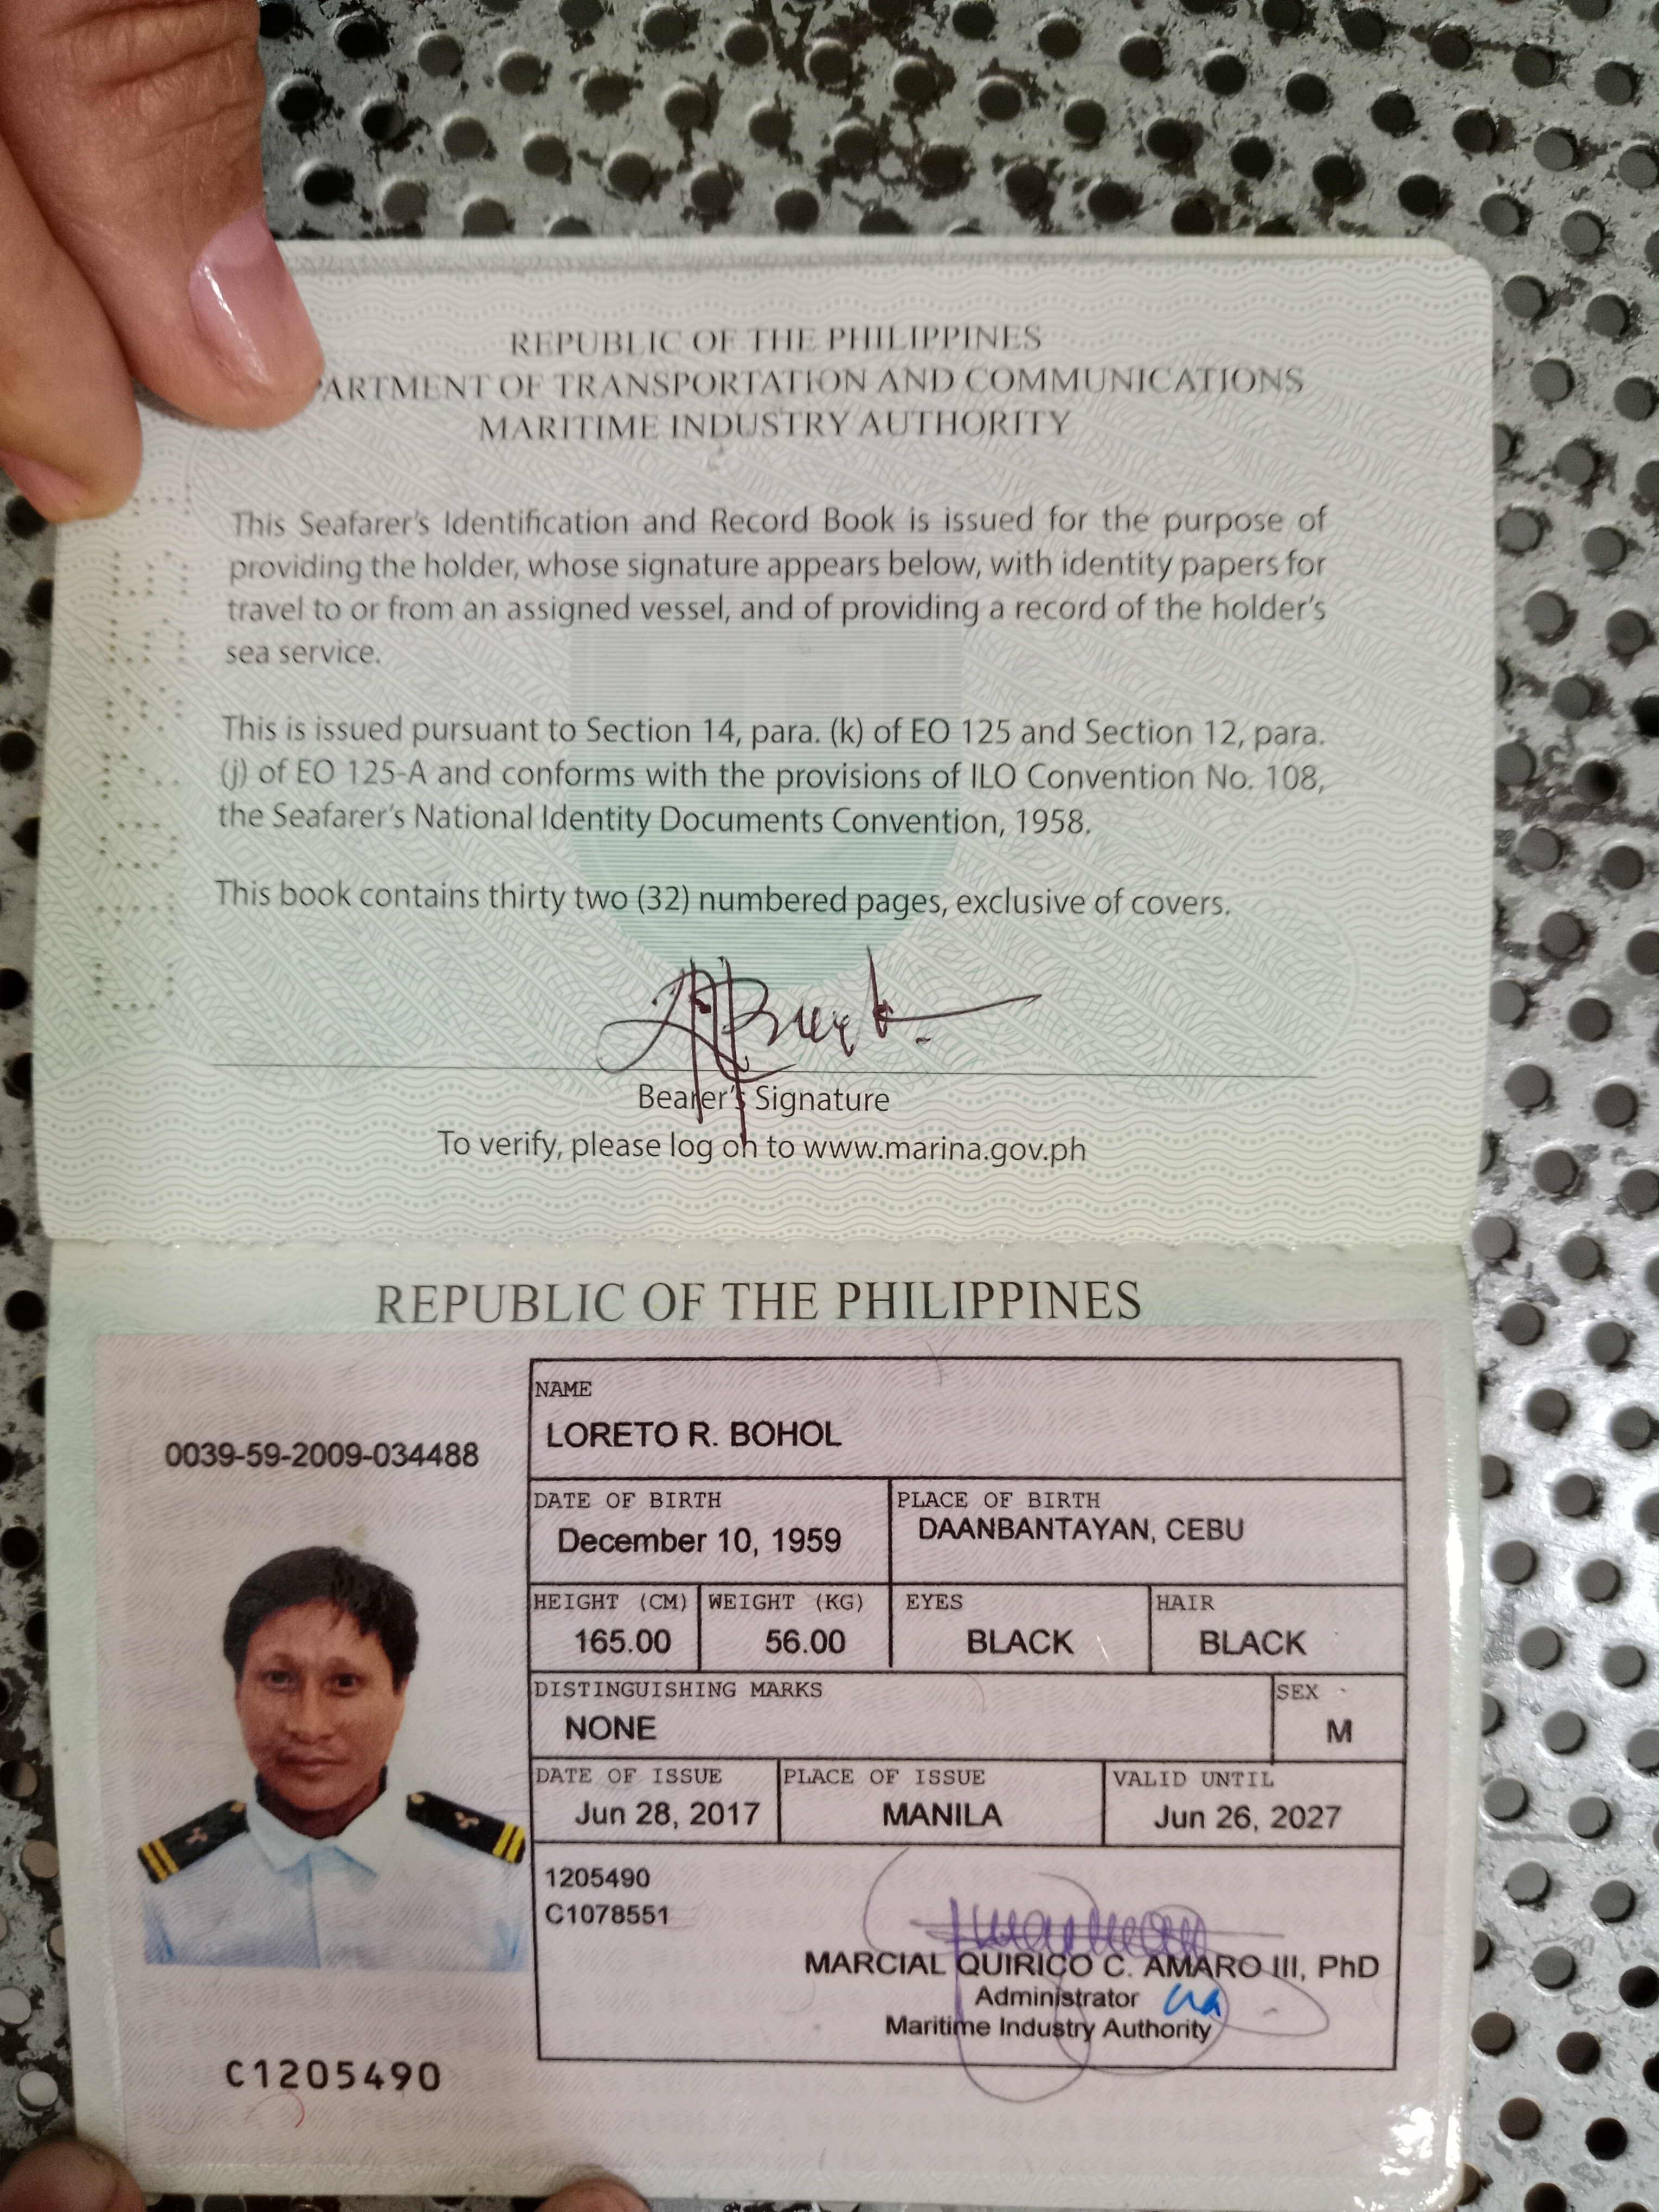 REPUBLIC OF THE PHILIPPINES
PARTMENT OF TRANSPORTATION AND COMMUNICATIONS
MARITIME INDUSTRY AUTHORITY
This Seafarer's Identification and Record Book is issued for the purpose of
providing the holder, whose signature appears below, with identity papers for
travel to or from an assigned vessel, and of providing a record of the holder's
sea service.
This is issued pursuant to Section 14, para. (k) of EO 125 and Section 12, para.
(j) of EO 125-A and conforms with the provisions of ILO Convention No. 108,
the Seafarer's National Identity Documents Convention, 1958.
This book contains thirty two (32) numbered pages, exclusive of covers.
Bearer's Signature
To verify, please log on to www.marina.gov.ph
REPUBLIC OF THE PHILIPPINES
0039-59-2009-034488
NAME
LORETO R. BOHOL
DATE OF BIRTH PLACE OF BIRTH
December 10, 1959 DAANBANTAYAN, CEBU
HEIGHT (CM) WEIGHT (KG) EYES HAIR
165.00 56.00 BLACK BLACK
DISTINGUISHING MARKS SEX
NONE M
DATE OF ISSUE PLACE OF ISSUE VALID UNTIL
Jun 28, 2017 MANILA Jun 26, 2027
1205490
C1078551
MARCIAL QUIRICO C. AMARO III, PhD
Administrator
Maritime Industry Authority
C1205490